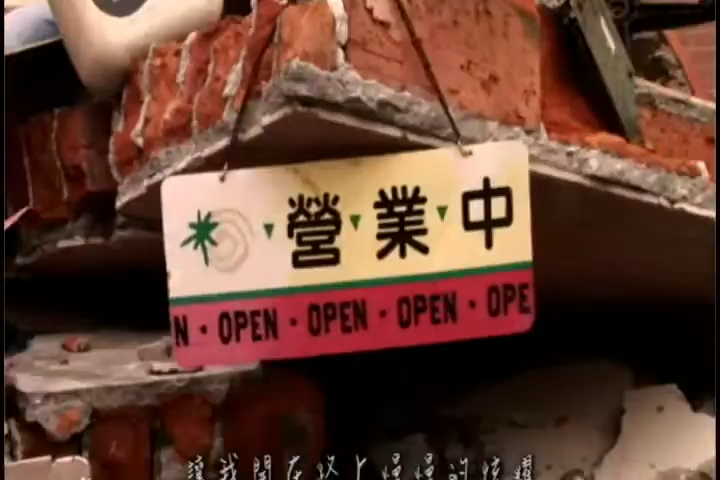 營業中
N · OPEN · OPEN · OPEN · OPE